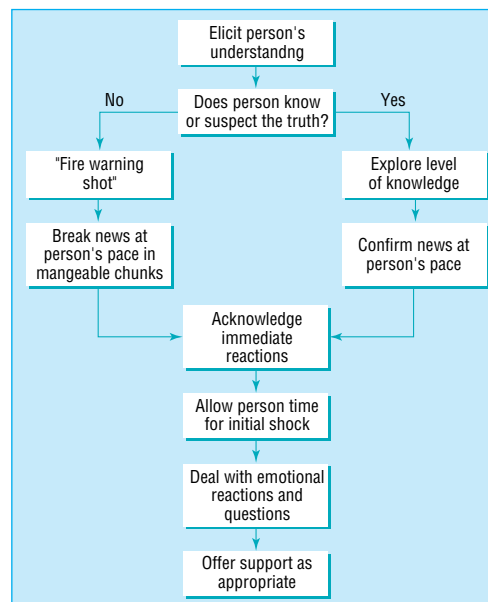 Elicit person's
understandng
Does person know
or suspect the truth?
No
Yes
"Fire warning
shot"
Explore level
of knowledge
Break news at
person's pace in
mangeable chunks
Confirm news at
person's pace
Acknowledge
immediate
reactions
Allow person time
for initial shock
Deal with emotional
reactions and
questions
Offer support as
appropriate